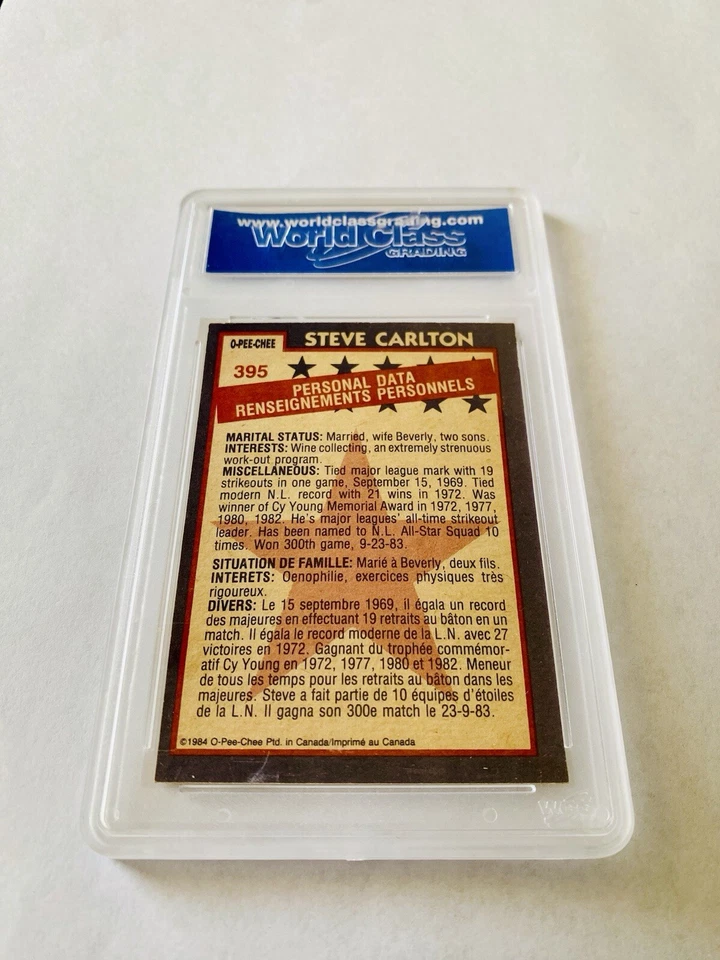 www.worldclassgrading.com
World Class
GRADING
O-PEE-CHEE
STEVE CARLTON
395
PERSONAL DATA
RENSEIGNEMENTS PERSONNELS
MARITAL STATUS: Married, wife Beverly, two sons.
INTERESTS: Wine collecting, an extremely strenuous
work-out program.
MISCELLANEOUS: Tied major league mark with 19
strikeouts in one game, September 15, 1969. Tied
modern N.L. record with 21 wins in 1972. Was
winner of Cy Young Memorial Award in 1972, 1977,
1980, 1982. He's major leagues' all-time strikeout
leader. Has been named to N.L. All-Star Squad 10
times. Won 300th game, 9-23-83.
SITUATION DE FAMILLE: Marié à Beverly, deux fils.
INTERETS: Oenophilie, exercices physiques très
rigoureux.
DIVERS: Le 15 septembre 1969, il égala un record
des majeures en effectuant 19 retraits au bâton en un
match. Il égala le record moderne de la L.N. avec 27
victoires en 1972. Gagnant du trophée commémor-
atif Cy Young en 1972, 1977, 1980 et 1982. Meneur
de tous les temps pour les retraits au bâton dans les
majeures. Steve a fait partie de 10 équipes d'étoiles
de la L.N. Il gagna son 300e match le 23-9-83.
©1984 O-Pee-Chee Ptd. in Canada/Imprimé au Canada